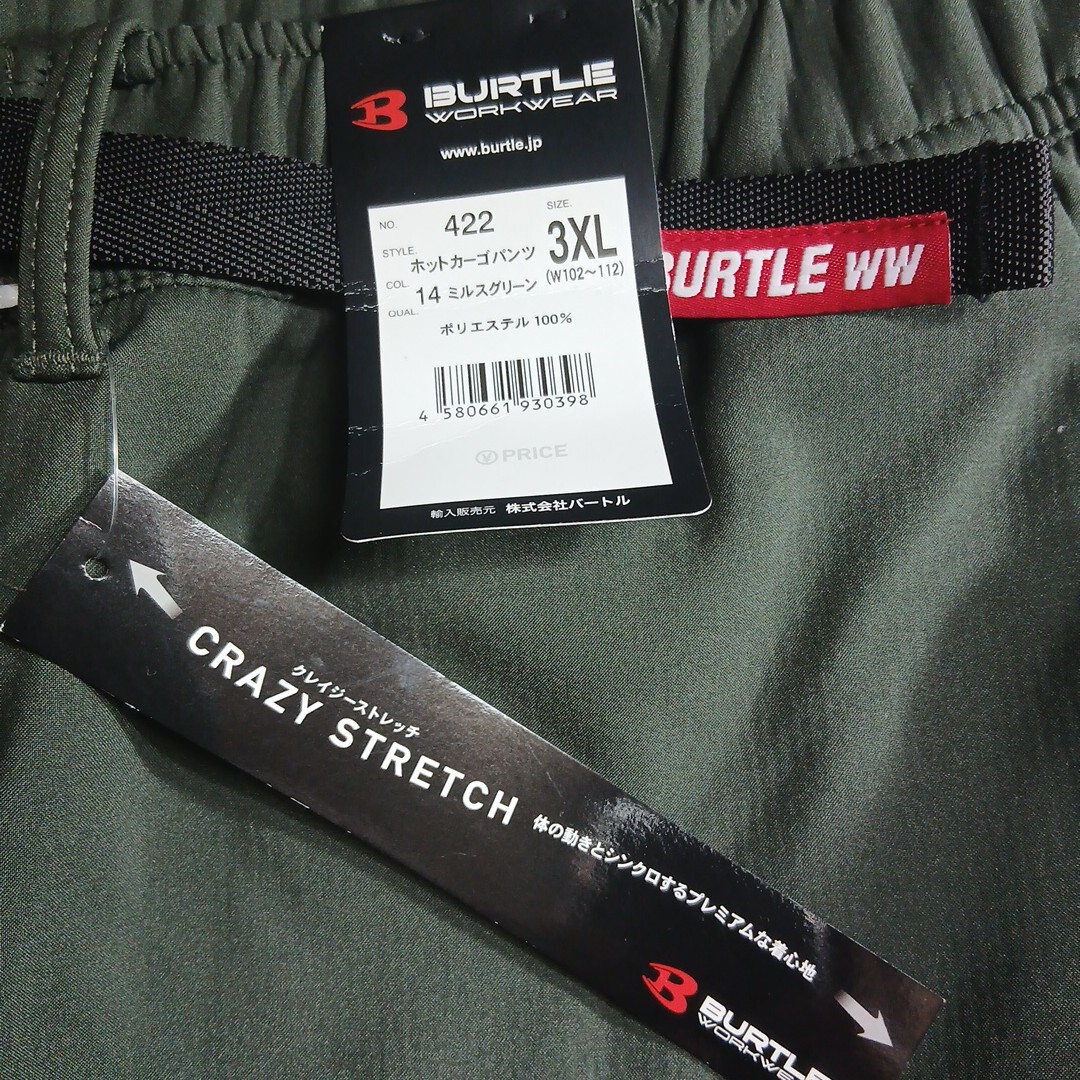 BURTLE
WORKWEAR
www.burtle.jp
NO. 422
SIZE. 3XL
(W102〜112)
STYLE. ホットカーゴパンツ
COL. 14 ミルスグリーン
QUAL. ポリエステル 100%
4 580661 930398
PRICE
輸入販売元 株式会社バートル
BURTLE WW
クレイジーストレッチ
CRAZY STRETCH
体の動きとシンクロするプレミアムな着心地
BURTLE
WORKWEA